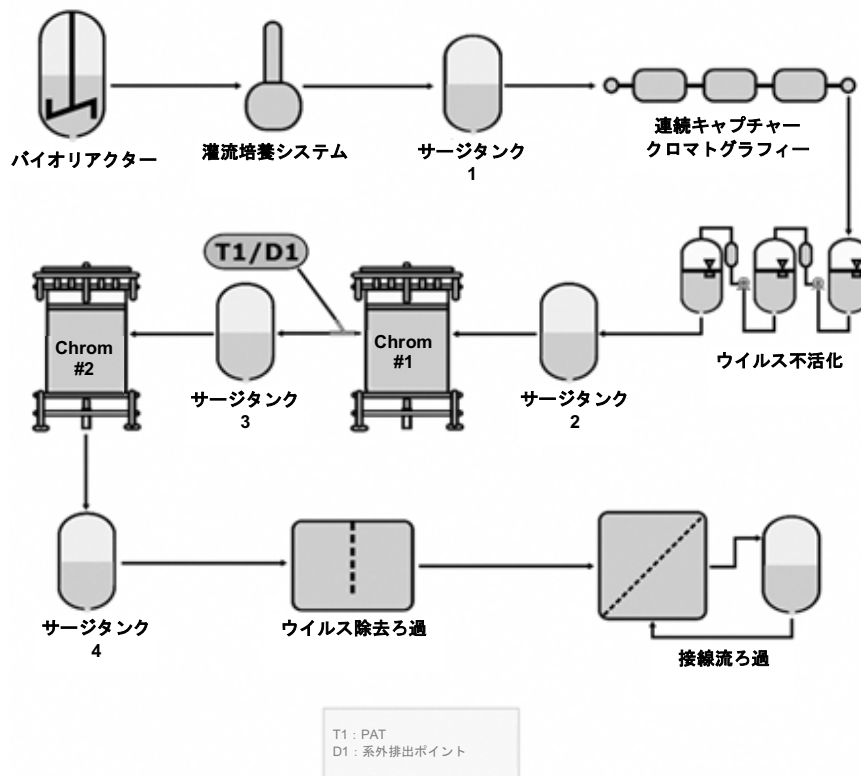 バイオリアクター
灌流培養システム
サージタンク
1
連続キャプチャー
クロマトグラフィー
T1/D1
Chrom
#2
サージタンク
3
Chrom
#1
サージタンク
2
ウイルス不活化
サージタンク
4
ウイルス除去ろ過
接線流ろ過
T1：PAT
D1：系外排出ポイント